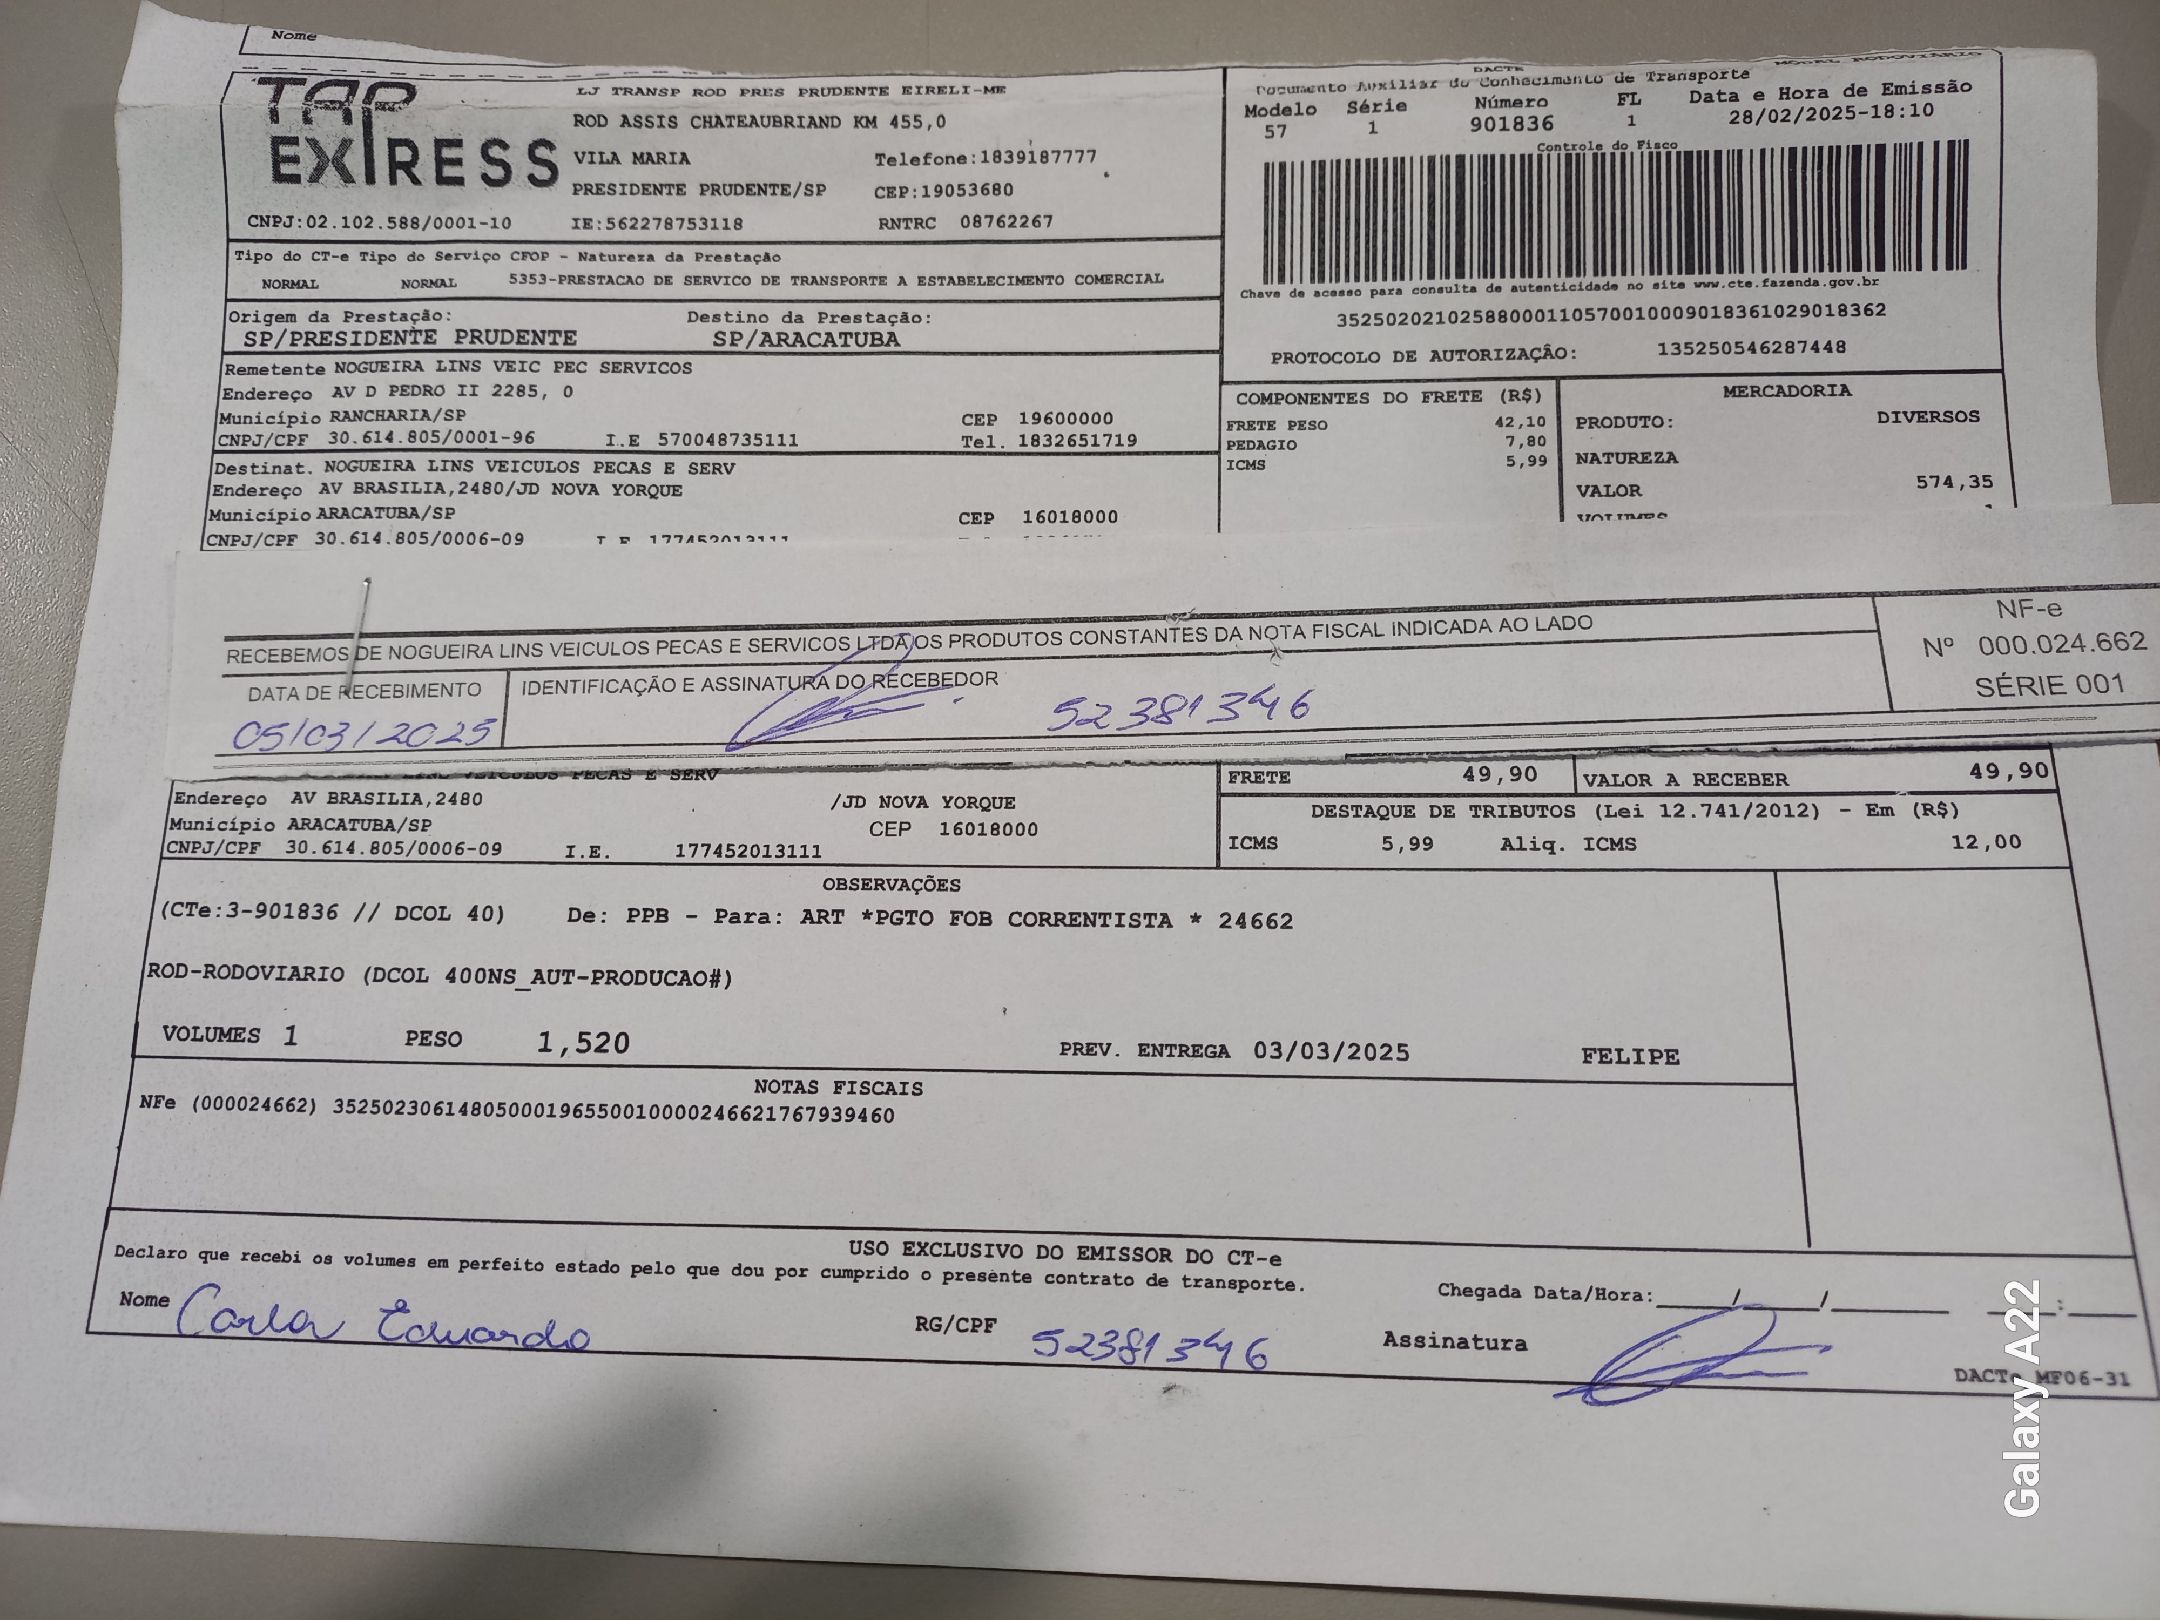 Nome
TAP
EXPRESS
LJ TRANSP ROD PRES PRUDENTE EIRELI-ME
ROD ASSIS CHATEAUBRIAND KM 455,0
VILA MARIA Telefone:1839187777
PRESIDENTE PRUDENTE/SP CEP:19053680
CNPJ:02.102.588/0001-10 IE:562278753118 RNTRC 08762267
DACTE MODAL RODOVIÁRIO
Documento Auxiliar do Conhecimento de Transporte
Modelo Série Número FL Data e Hora de Emissão
57 1 901836 1 28/02/2025-18:10
Controle do Fisco
Chave de acesso para consulta de autenticidade no site www.cte.fazenda.gov.br
35250202102588000110570010009018361029018362
PROTOCOLO DE AUTORIZAÇÂO: 135250546287448
Tipo do CT-e Tipo do Serviço CFOP - Natureza da Prestação
NORMAL NORMAL 5353-PRESTACAO DE SERVICO DE TRANSPORTE A ESTABELECIMENTO COMERCIAL
Origem da Prestação: Destino da Prestação:
SP/PRESIDENTE PRUDENTE SP/ARACATUBA
Remetente NOGUEIRA LINS VEIC PEC SERVICOS
Endereço AV D PEDRO II 2285, 0
Município RANCHARIA/SP CEP 19600000
CNPJ/CPF 30.614.805/0001-96 I.E 570048735111 Tel. 1832651719
Destinat. NOGUEIRA LINS VEICULOS PECAS E SERV
Endereço AV BRASILIA,2480/JD NOVA YORQUE
Município ARACATUBA/SP CEP 16018000
CNPJ/CPF 30.614.805/0006-09 I E 177452013111
COMPONENTES DO FRETE (R$)
FRETE PESO 42,10
PEDAGIO 7,80
ICMS 5,99
MERCADORIA
PRODUTO: DIVERSOS
NATUREZA
VALOR 574,35
VOLUMES
RECEBEMOS DE NOGUEIRA LINS VEICULOS PECAS E SERVICOS LTDA OS PRODUTOS CONSTANTES DA NOTA FISCAL INDICADA AO LADO
DATA DE RECEBIMENTO IDENTIFICAÇÃO E ASSINATURA DO RECEBEDOR
05/03/2025 523813446
NF-e
Nº 000.024.662
SÉRIE 001
LINS VEICULOS PECAS E SERV
Endereço AV BRASILIA,2480 /JD NOVA YORQUE
Município ARACATUBA/SP CEP 16018000
CNPJ/CPF 30.614.805/0006-09 I.E. 177452013111
FRETE 49,90 VALOR A RECEBER 49,90
DESTAQUE DE TRIBUTOS (Lei 12.741/2012) - Em (R$)
ICMS 5,99 Aliq. ICMS 12,00
OBSERVAÇÕES
(CTe:3-901836 // DCOL 40) De: PPB - Para: ART *PGTO FOB CORRENTISTA * 24662
ROD-RODOVIARIO (DCOL 400NS_AUT-PRODUCAO#)
VOLUMES 1 PESO 1,520 PREV. ENTREGA 03/03/2025 FELIPE
NOTAS FISCAIS
NFe (000024662) 35250230614805000196550010000246621767939460
USO EXCLUSIVO DO EMISSOR DO CT-e
Declaro que recebi os volumes em perfeito estado pelo que dou por cumprido o presente contrato de transporte.
Chegada Data/Hora:____/____/____ __:__
Nome Carla Eduardo RG/CPF 523813446 Assinatura
DACTe MF06-31
Galaxy A22